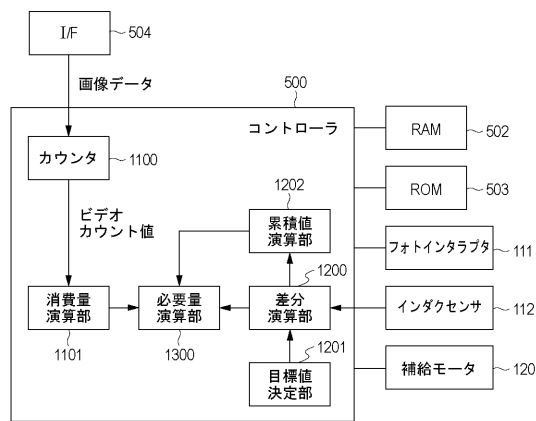 I/F
504
画像データ
500
コントローラ
カウンタ
1100
ビデオ
カウント値
1202
累積値
演算部
1200
消費量
演算部
1101
必要量
演算部
1300
差分
演算部
1201
目標値
決定部
RAM
502
ROM
503
フォトインタラプタ
111
インダクセンサ
112
補給モータ
120